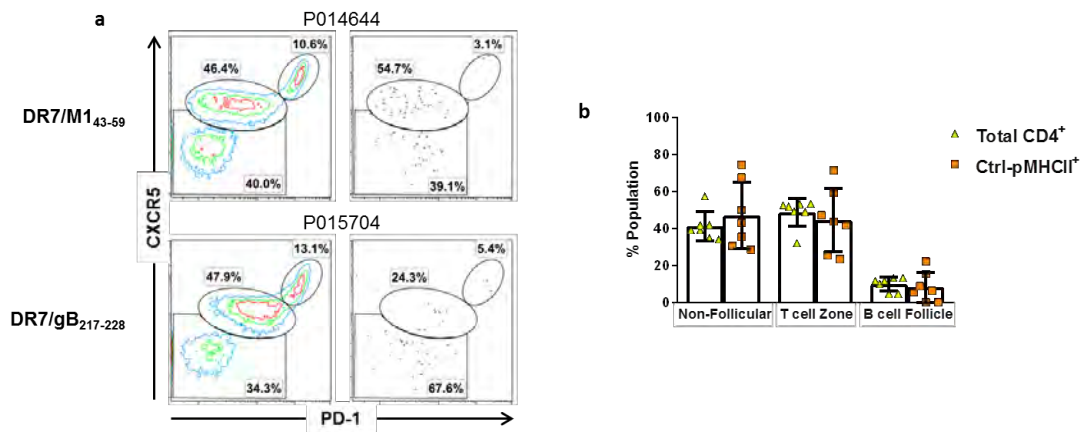 a
P014644
DR7/M1₄₃₋₅₉
CXCR5
10.6%
46.4%
40.0%
3.1%
54.7%
39.1%
P015704
DR7/gB₂₁₇₋₂₂₈
13.1%
47.9%
34.3%
5.4%
24.3%
67.6%
PD-1
b
Total CD4⁺
Ctrl-pMHCII⁺
% Population
100
80
60
40
20
0
Non-Follicular
T cell Zone
B cell Follicle